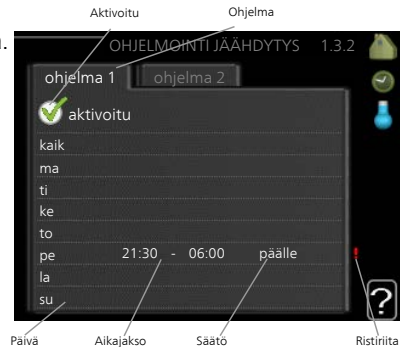 Aktivoitu Ohjelma
OHJELMOINTI JÄÄHDYTYS 1.3.2
ohjelma 1 ohjelma 2
aktivoitu
kaik
ma
ti
ke
to
pe 21:30 - 06:00 päälle !
la
su
?
Päivä Aikajakso Säätö Ristiriita